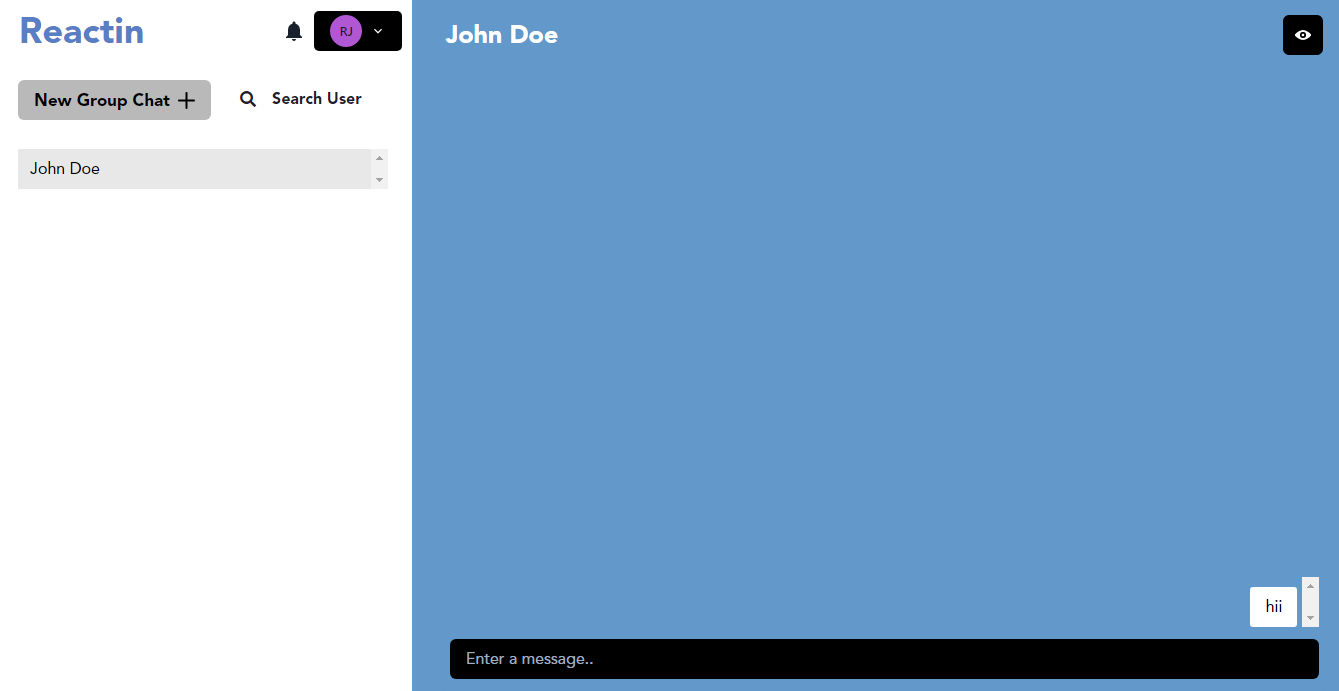 Reactin
RJ
New Group Chat
Search User
John Doe
John Doe
hii
Enter a message..